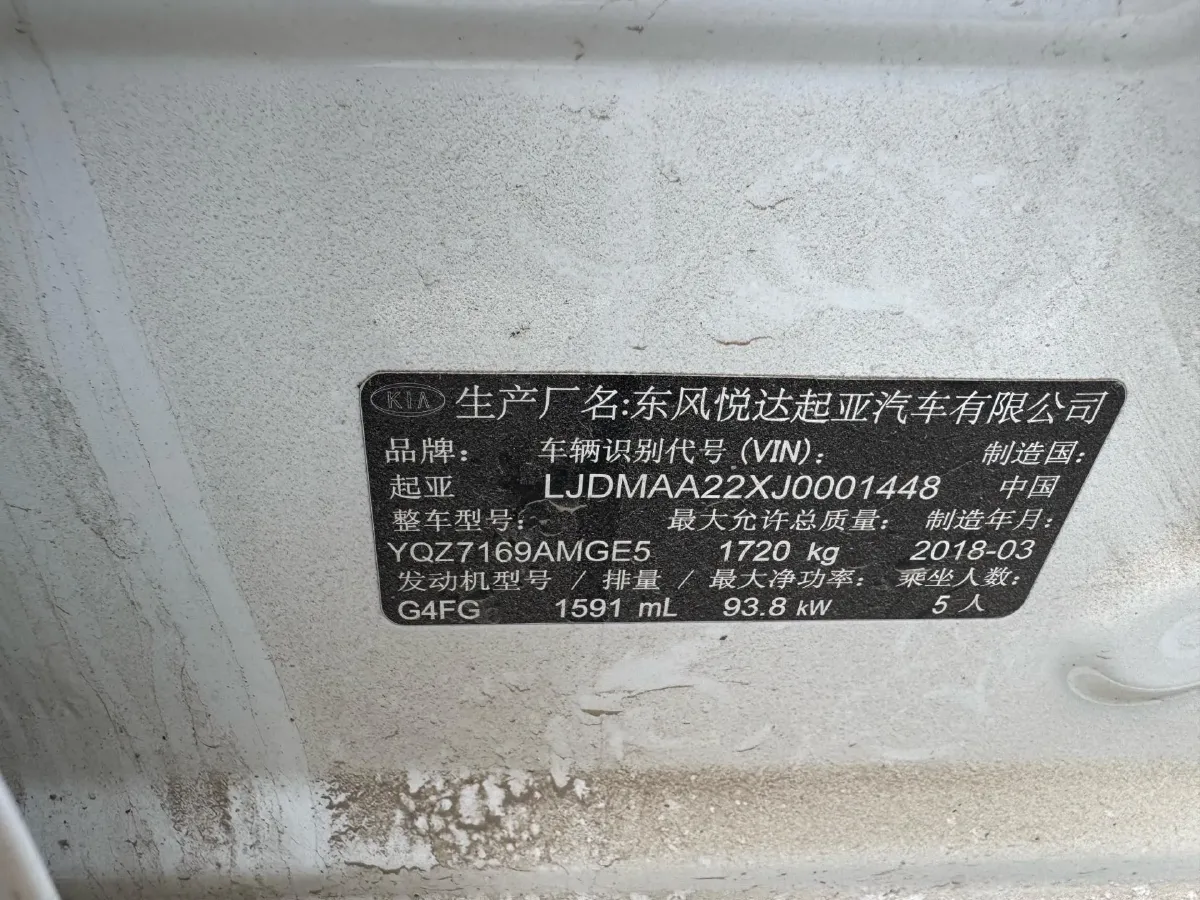 KIA 生产厂名:东风悦达起亚汽车有限公司
品牌: 车辆识别代号(VIN): 制造国:
起亚 LJDMAA22XJ0001448 中国
整车型号: 最大允许总质量: 制造年月:
YQZ7169AMGE5 1720 kg 2018-03
发动机型号 / 排量 / 最大净功率: 乘坐人数:
G4FG 1591 mL 93.8 kW 5 人